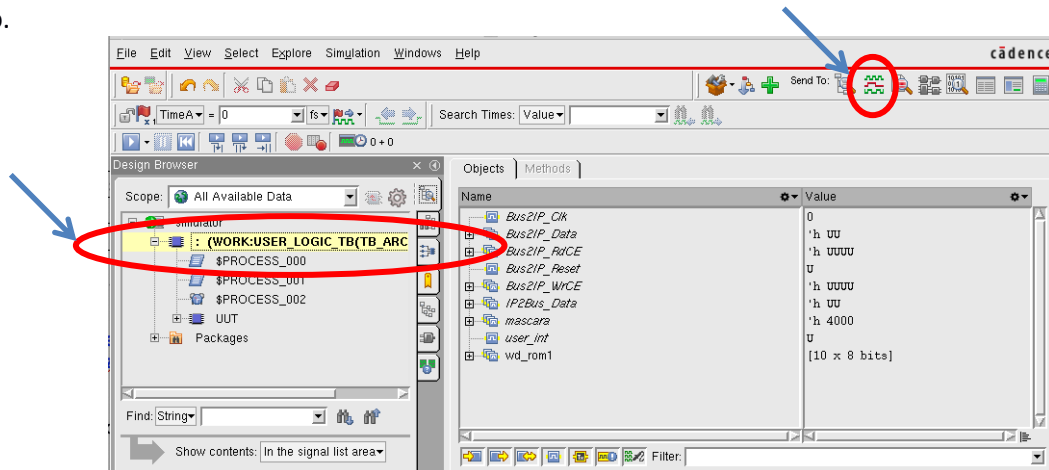 File Edit View Select Explore Simulation Windows Help cādence
Send To:
TimeA = 0 fs Search Times: Value
0 + 0
Design Browser
Objects Methods
Scope: All Available Data
Name Value
simulator
: (WORK:USER_LOGIC_TB(TB_ARC
$PROCESS_000
$PROCESS_001
$PROCESS_002
UUT
Packages
Bus2IP_Clk 0
Bus2IP_Data 'h UU
Bus2IP_RdCE 'h UUUU
Bus2IP_Reset U
Bus2IP_WrCE 'h UUUU
IP2Bus_Data 'h UU
mascara 'h 4000
user_int U
wd_rom1 [10 x 8 bits]
Find: String
Show contents: In the signal list area
Filter: